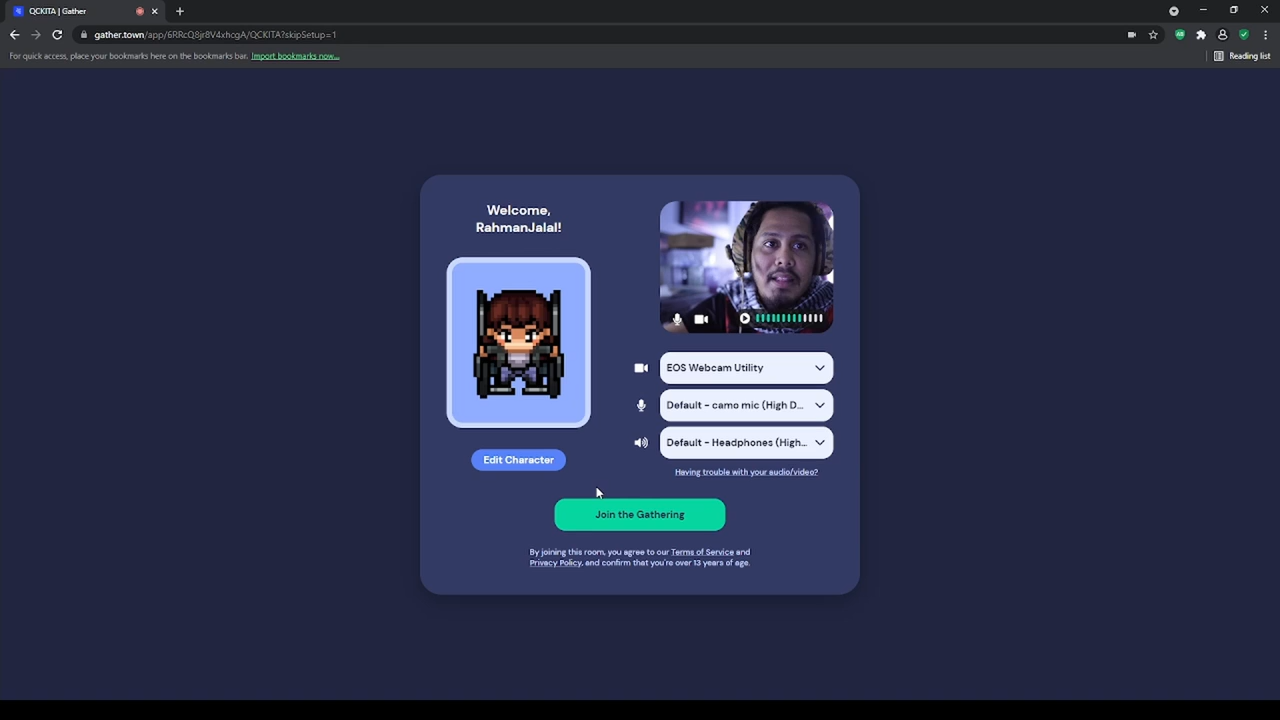 QCKITA | Gather
gather.town/app/6RRcQ8jr8V4xhcgA/QCKITA?skipSetup=1
For quick access, place your bookmarks here on the bookmarks bar. Import bookmarks now...
Reading list
Welcome,
RahmanJalal!
EOS Webcam Utility
Default - camo mic (High D...
Default - Headphones (High...
Edit Character
Having trouble with your audio/video?
Join the Gathering
By joining this room, you agree to our Terms of Service and
Privacy Policy, and confirm that you're over 13 years of age.